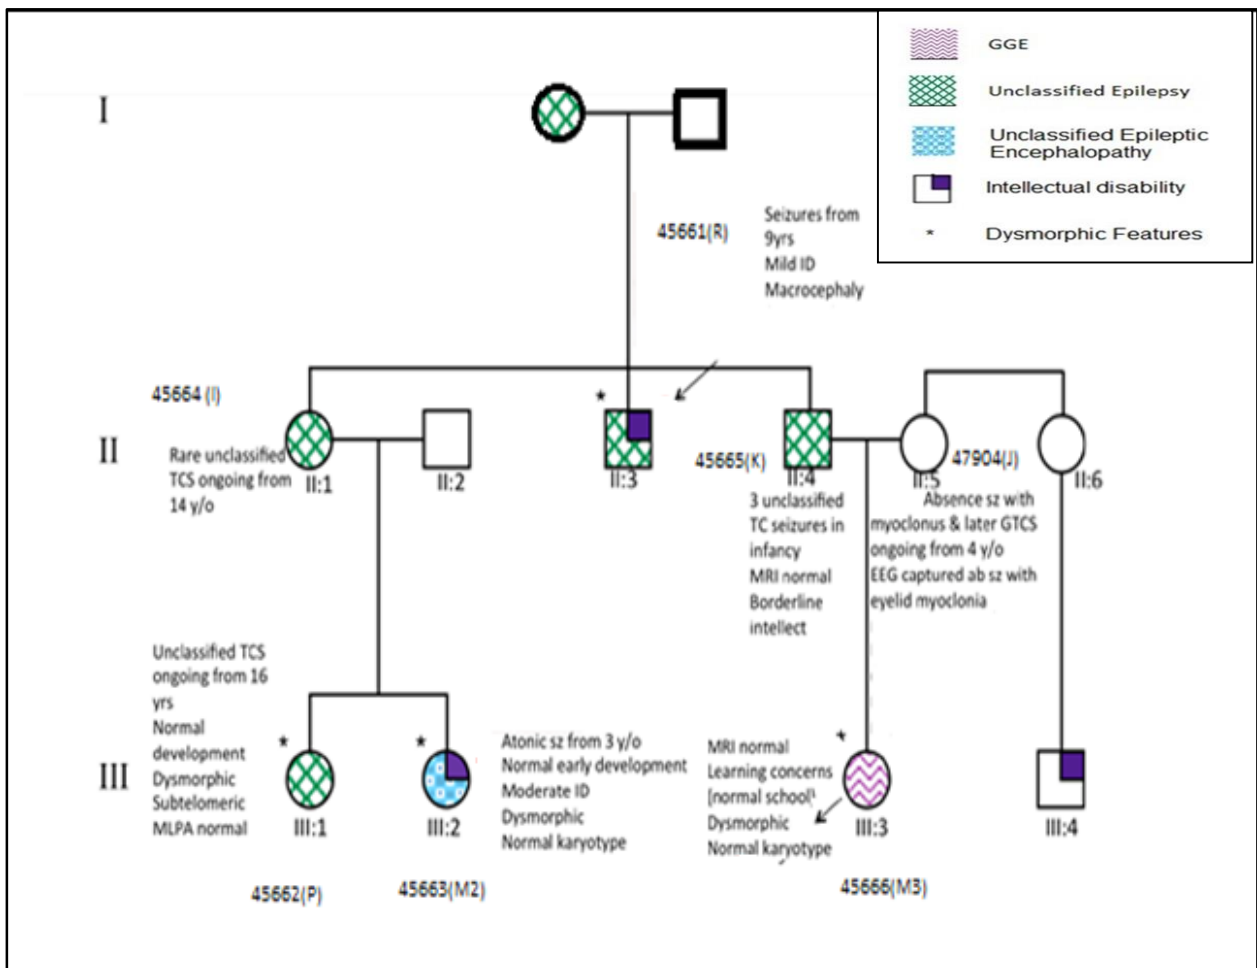 GGE
Unclassified Epilepsy
Unclassified Epileptic
Encephalopathy
Intellectual disability
* Dysmorphic Features
I
45661(R)
Seizures from
9yrs
Mild ID
Macrocephaly
II
45664 (I)
Rare unclassified
TCS ongoing from
14 y/o
II:1
II:2
*
II:3
45665(K)
II:4
3 unclassified
TC seizures in
infancy
MRI normal
Borderline
intellect
II:5
47904(J)
II:6
Absence sz with
myoclonus & later GTCS
ongoing from 4 y/o
EEG captured ab sz with
eyelid myoclonia
III
Unclassified TCS
ongoing from 16
yrs
Normal
development
Dysmorphic
Subtelomeric
MLPA normal
*
III:1
45662(P)
*
III:2
45663(M2)
Atonic sz from 3 y/o
Normal early development
Moderate ID
Dysmorphic
Normal karyotype
MRI normal
Learning concerns
[normal school]
Dysmorphic
Normal karyotype
*
III:3
45666(M3)
III:4